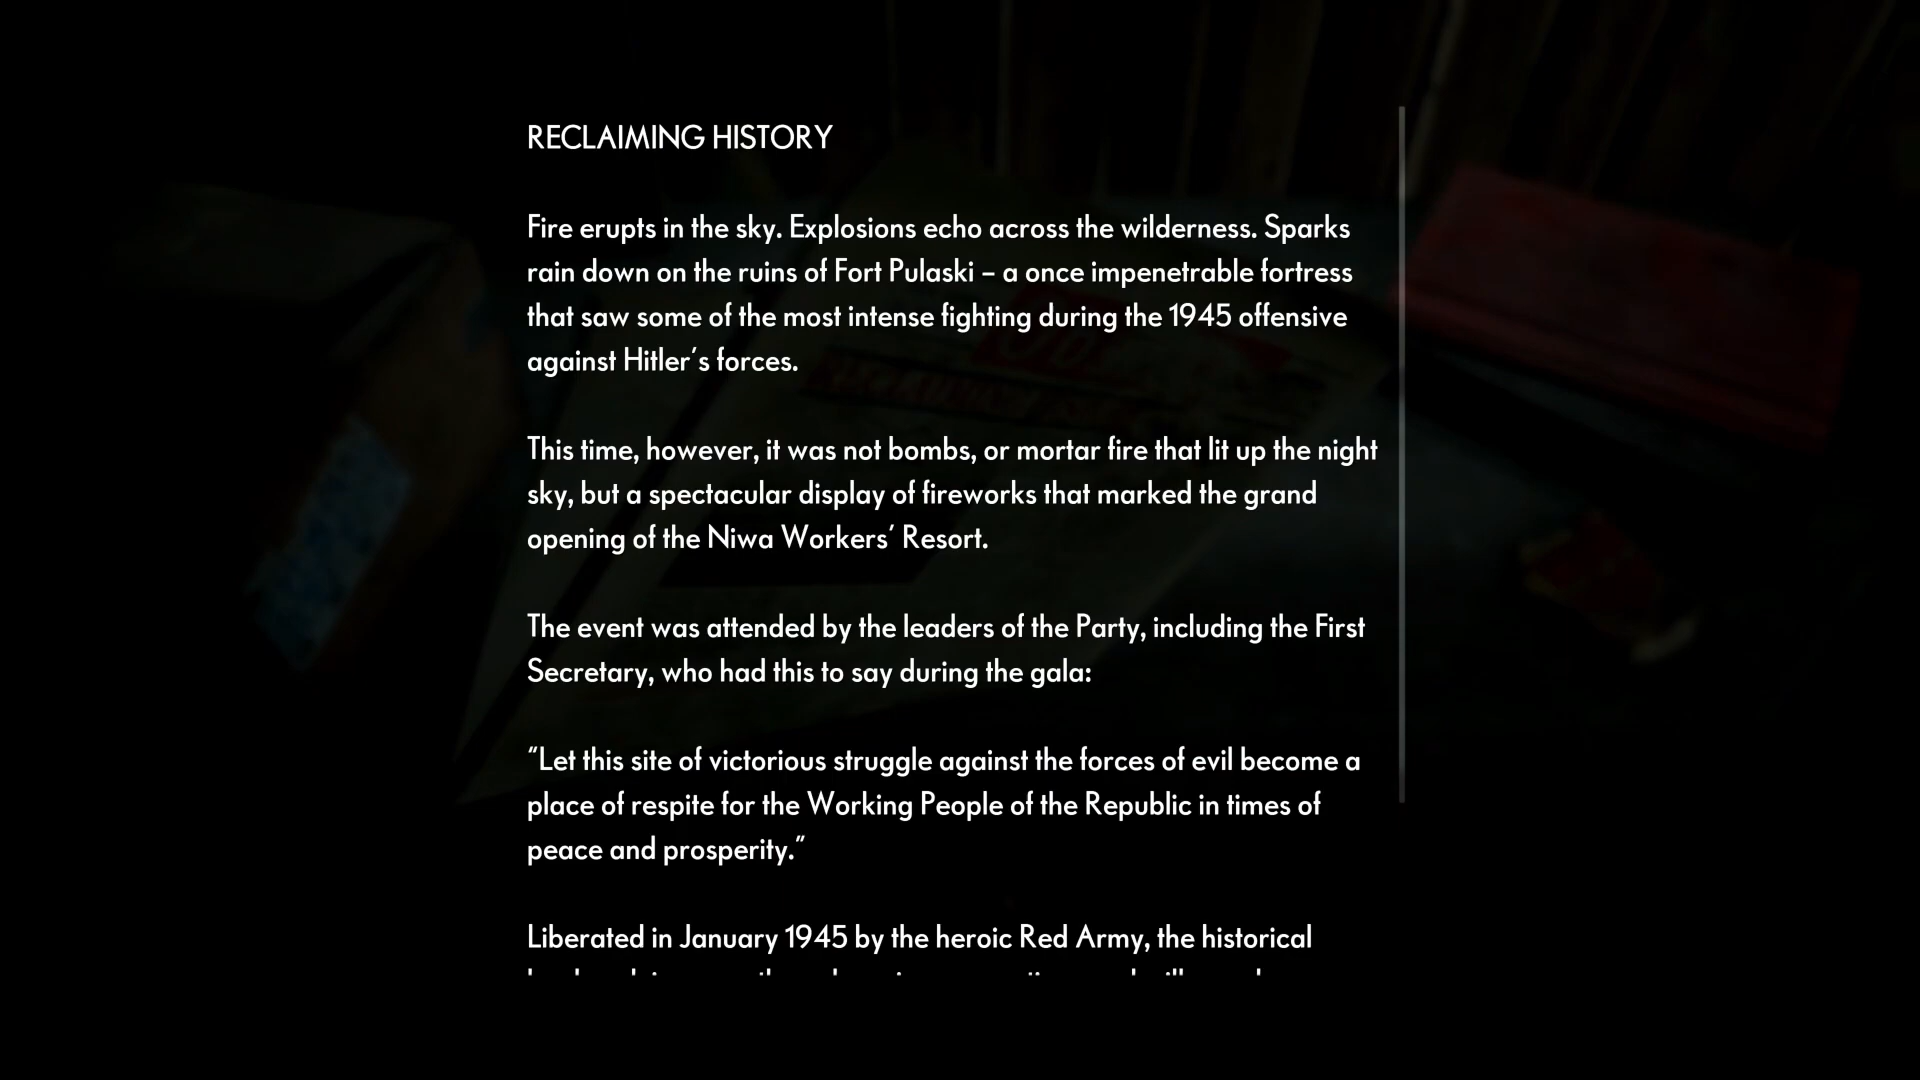 RECLAIMING HISTORY
Fire erupts in the sky. Explosions echo across the wilderness. Sparks
rain down on the ruins of Fort Pulaski – a once impenetrable fortress
that saw some of the most intense fighting during the 1945 offensive
against Hitler's forces.
This time, however, it was not bombs, or mortar fire that lit up the night
sky, but a spectacular display of fireworks that marked the grand
opening of the Niwa Workers' Resort.
The event was attended by the leaders of the Party, including the First
Secretary, who had this to say during the gala:
"Let this site of victorious struggle against the forces of evil become a
place of respite for the Working People of the Republic in times of
peace and prosperity."
Liberated in January 1945 by the heroic Red Army, the historical